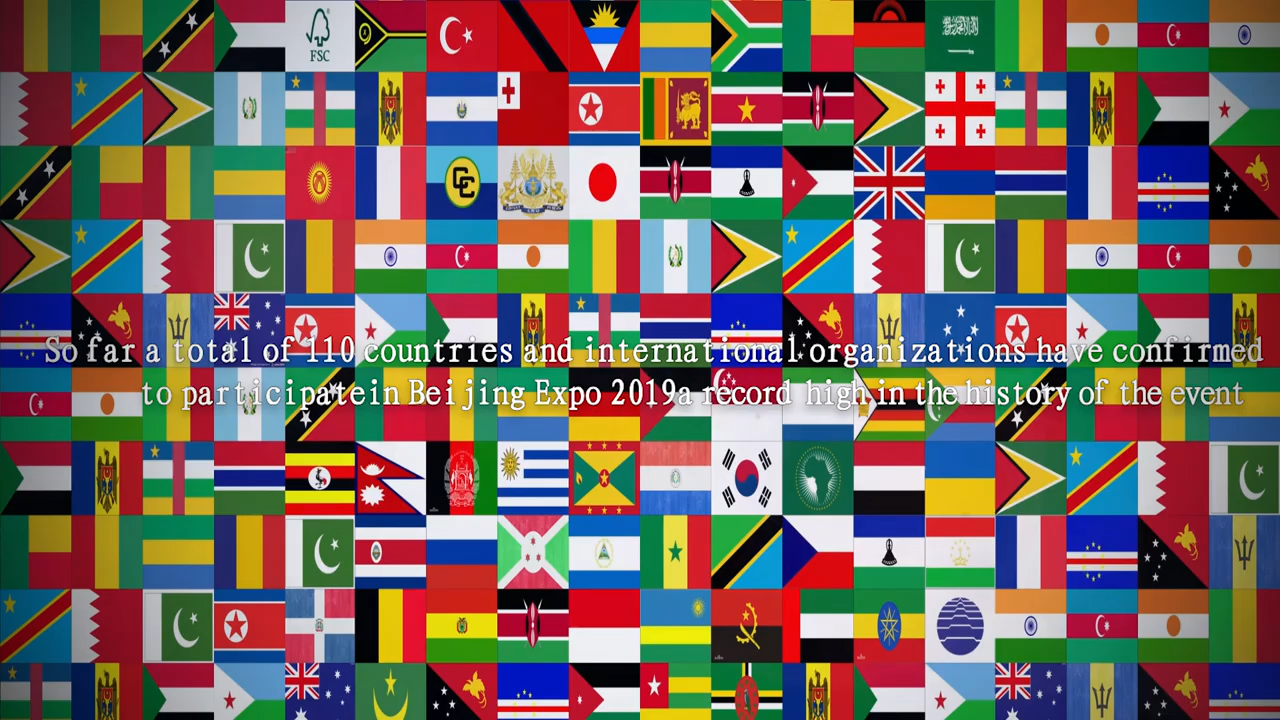 FSC
So far a total of 110 countries and international organizations have confirmed
to participatein Beijing Expo 2019a record high in the history of the event